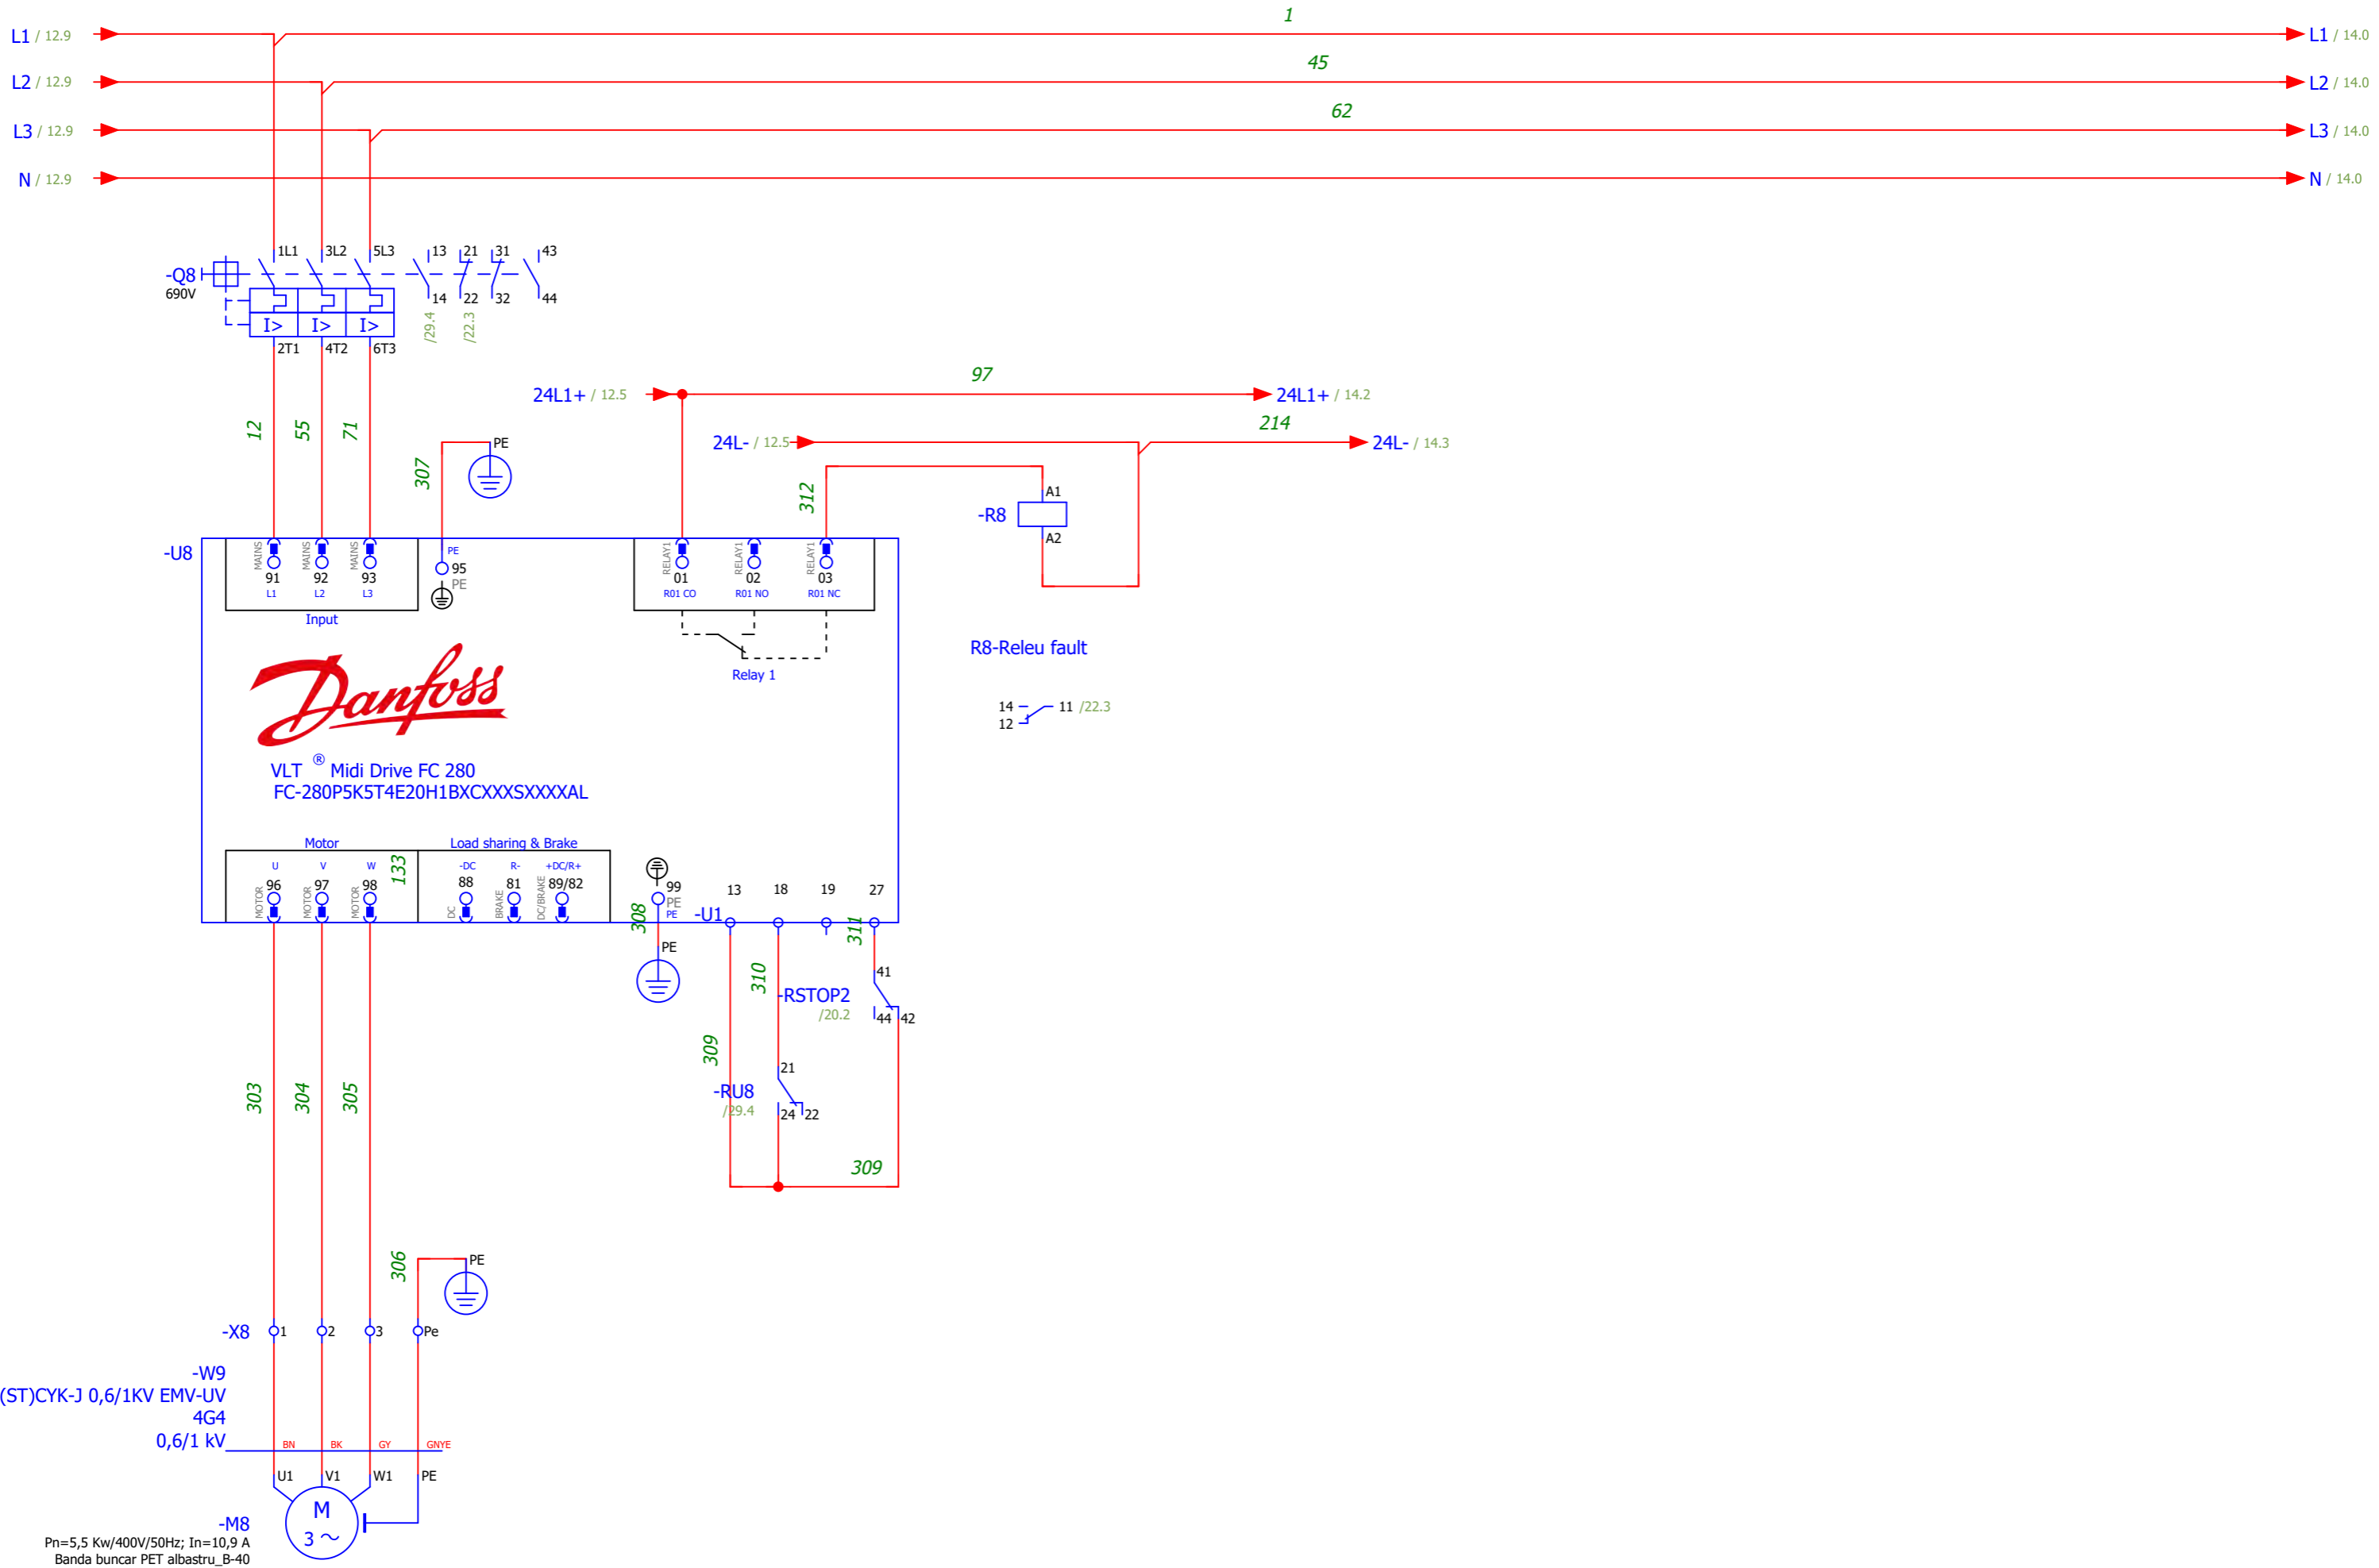 1
L1 / 12.9
L1 / 14.0
45
L2 / 12.9
L2 / 14.0
62
L3 / 12.9
L3 / 14.0
N / 12.9
N / 14.0
-Q8
690V
1L1
3L2
5L3
13
21
31
43
14
22
32
44
I>
I>
I>
/29.4
/22.3
2T1
4T2
6T3
97
24L1+ / 12.5
24L1+ / 14.2
214
24L- / 12.5
24L- / 14.3
12
55
71
307
PE
312
-R8
A1
A2
-U8
MAINS
MAINS
MAINS
91
92
93
L1
L2
L3
Input
PE
95
PE
RELAY1
RELAY1
RELAY1
01
02
03
R01 CO
R01 NO
R01 NC
Relay 1
R8-Releu fault
14
12
11 /22.3
Danfoss
VLT ® Midi Drive FC 280
FC-280P5K5T4E20H1BXCXXXSXXXXAL
Motor
Load sharing & Brake
U
V
W
133
-DC
R-
+DC/R+
96
97
98
88
81
89/82
MOTOR
MOTOR
MOTOR
DC
BRAKE
DC/BRAKE
99
PE
PE
308
PE
-U1
13
18
19
27
311
310
309
-RSTOP2
/20.2
41
44
42
-RU8
/29.4
21
24
22
309
303
304
305
306
PE
-X8
1
2
3
Pe
-W9
(ST)CYK-J 0,6/1KV EMV-UV
4G4
0,6/1 kV
BN
BK
GY
GNYE
U1
V1
W1
PE
M
3 ~
-M8
Pn=5,5 Kw/400V/50Hz; In=10,9 A
Banda buncar PET albastru_B-40